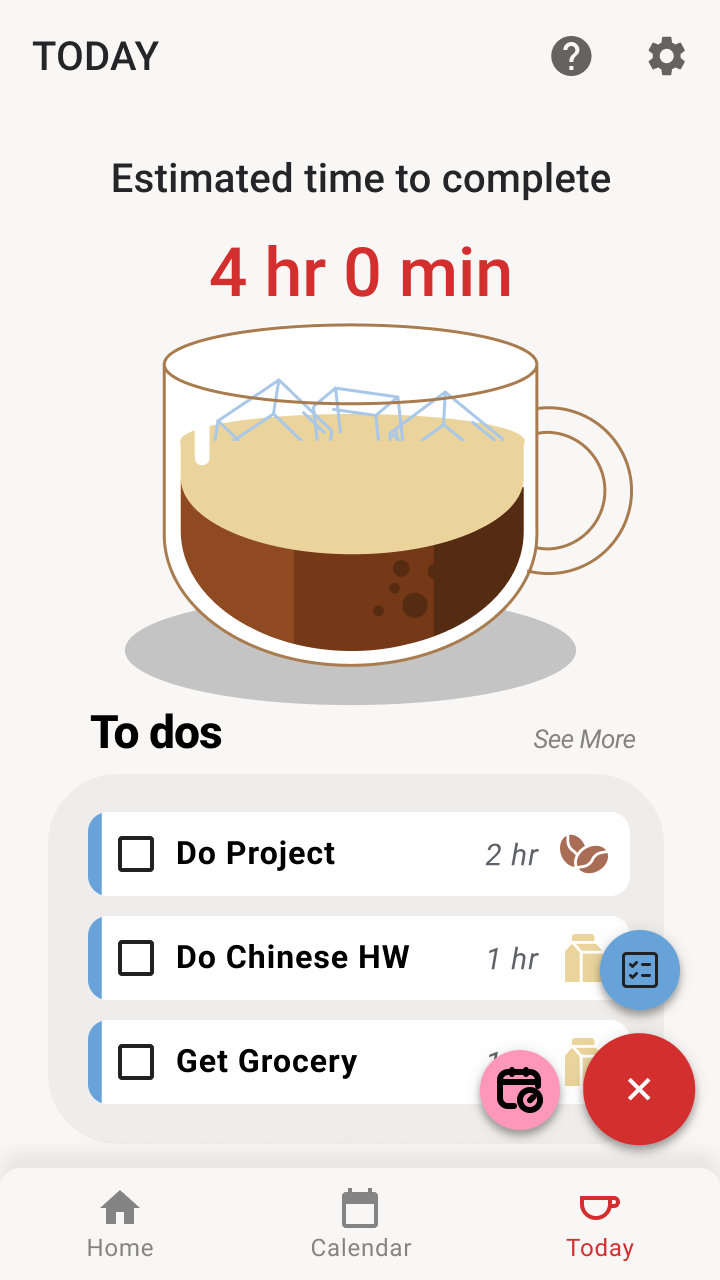 TODAY
Estimated time to complete
4 hr 0 min
To dos
See More
Do Project
2 hr
Do Chinese HW
1 hr
Get Grocery
Home
Calendar
Today